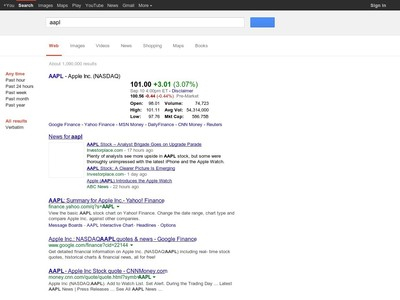 +You Search Images Maps Play YouTube News Gmail More Sign in
aapl
Web Images Videos News Shopping Maps Books
About 1,080,000 results
Any time
Past hour
Past 24 hours
Past week
Past month
Past year
All results
Verbatim
AAPL - Apple Inc. (NASDAQ)
101.00 +3.01 (3.07%)
Sep 10 4:00pm ET - Disclaimer
100.56 -0.44 (-0.44%) Pre-Market
Open: 98.01 Volume: 74,723
High: 101.11 Avg Vol: 54,314,000
Low: 97.76 Mkt Cap: 596.75B
Google Finance - Yahoo Finance - MSN Money - DailyFinance - CNN Money - Reuters
News for aapl
AAPL Stock – Analyst Brigade Goes on Upgrade Parade
Investorplace.com - 17 hours ago
Plenty of analysts see more upside in AAPL stock, but some were
thoroughly unimpressed with the latest iPhone and the Apple Watch.
AAPL Stock: A Clearer Picture Is Emerging
Investorplace.com - 1 day ago
Apple (AAPL) Introduces the Apple Watch
ABC News - 22 hours ago
AAPL: Summary for Apple Inc.- Yahoo! Finance
finance.yahoo.com/q?s=AAPL
View the basic AAPL stock chart on Yahoo! Finance. Change the date range, chart type and
compare Apple Inc. against other companies.
Message Boards - AAPL Interactive Chart - Headlines - Options
Apple Inc.: NASDAQ:AAPL quotes & news - Google Finance
www.google.com/finance?cid=22144
Get detailed financial information on Apple Inc. (NASDAQ:AAPL) including real- time stock
quotes, historical charts & financial news, all for free!
AAPL - Apple Inc Stock quote - CNNMoney.com
money.cnn.com/quote/quote.html?symb=AAPL
Apple Inc (NASDAQ:AAPL). Add to Watch List. Set Alert. During the Trading Day ... Latest
AAPL News | Press Releases ... See All AAPL News ...